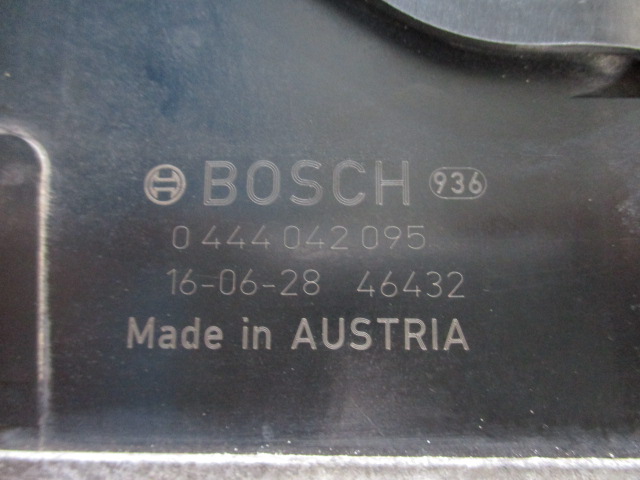 BOSCH 936
0 444 042 095
16-06-28 46432
Made in AUSTRIA